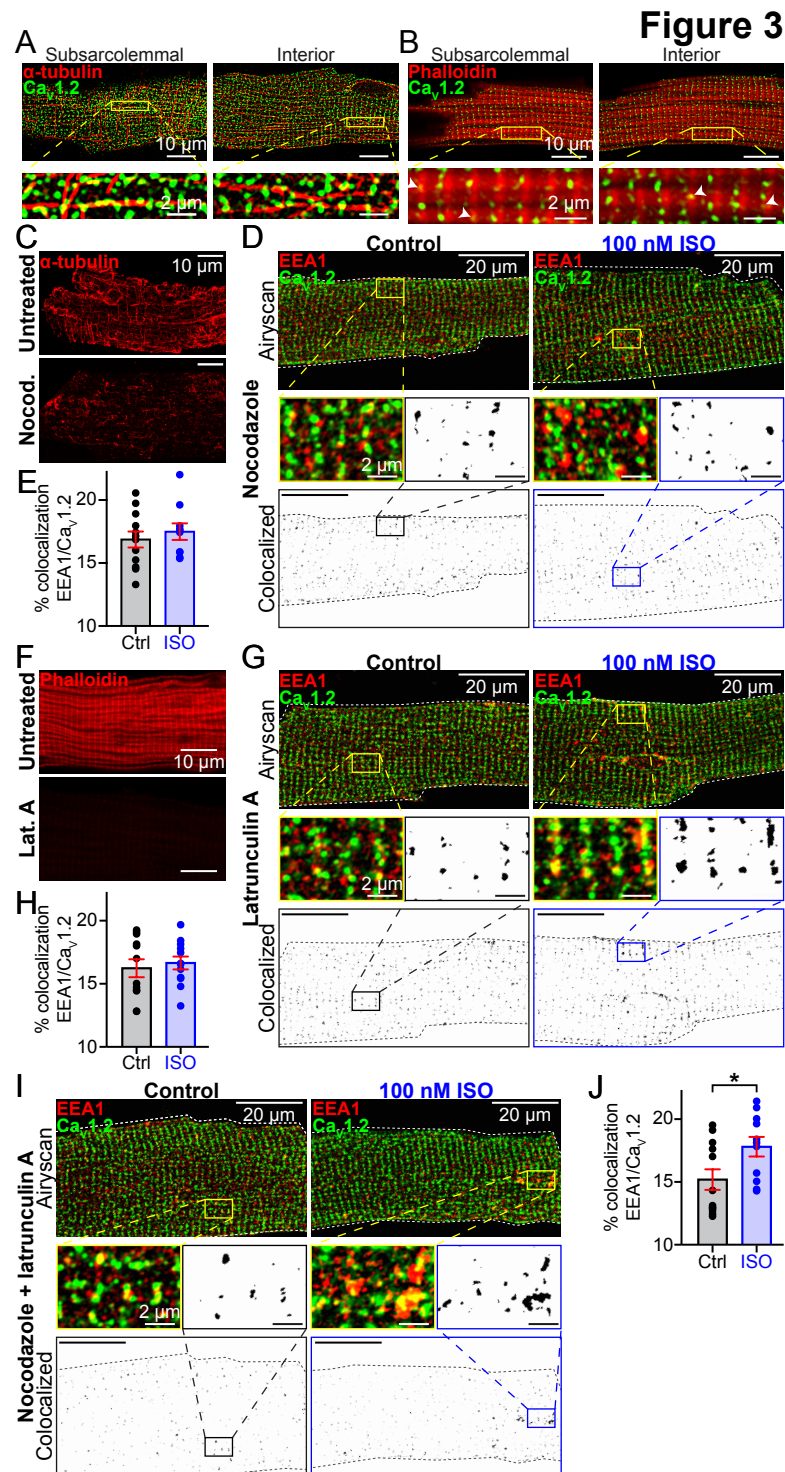 Figure 3
A
Subsarcolemmal
Interior
α-tubulin
CaV1.2
10 µm
2 µm
B
Subsarcolemmal
Interior
Phalloidin
CaV1.2
10 µm
2 µm
C
α-tubulin
10 µm
Untreated
Nocod.
D
Control
100 nM ISO
Nocodazole
Airyscan
EEA1
CaV1.2
20 µm
EEA1
CaV1.2
20 µm
2 µm
Colocalized
E
% colocalization
EEA1/CaV1.2
20
15
10
Ctrl
ISO
F
Phalloidin
Untreated
10 µm
Lat. A
G
Control
100 nM ISO
Latrunculin A
Airyscan
EEA1
CaV1.2
20 µm
EEA1
CaV1.2
20 µm
2 µm
Colocalized
H
% colocalization
EEA1/CaV1.2
20
15
10
Ctrl
ISO
I
Control
100 nM ISO
Nocodazole + latrunculin A
Airyscan
EEA1
CaV1.2
20 µm
EEA1
CaV1.2
20 µm
2 µm
Colocalized
J
% colocalization
EEA1/CaV1.2
*
20
15
10
Ctrl
ISO